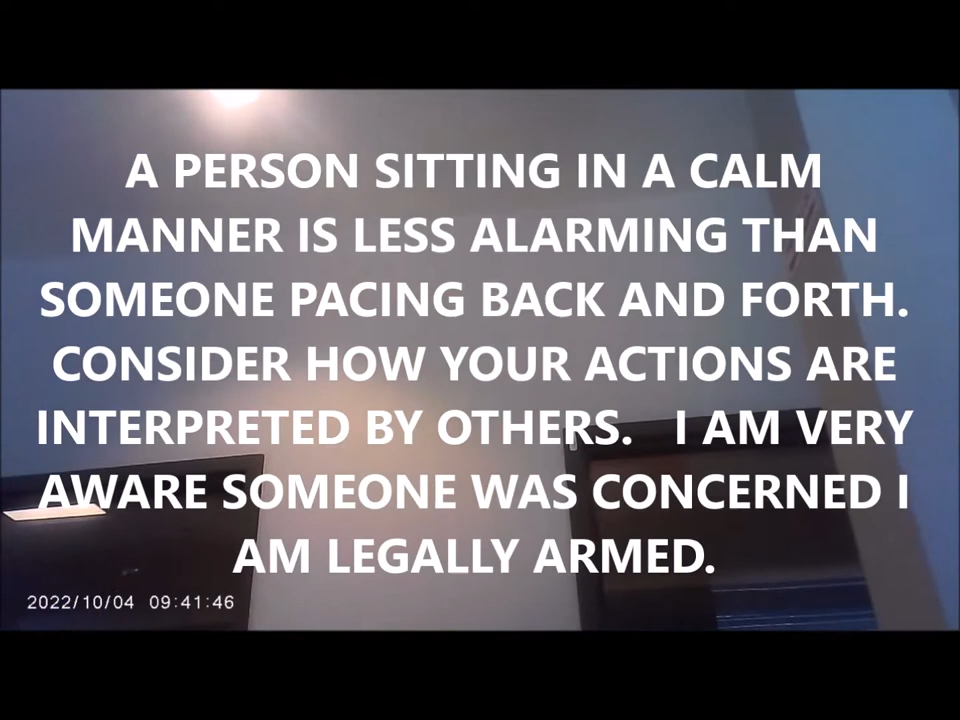 A PERSON SITTING IN A CALM
MANNER IS LESS ALARMING THAN
SOMEONE PACING BACK AND FORTH.
CONSIDER HOW YOUR ACTIONS ARE
INTERPRETED BY OTHERS.   I AM VERY
AWARE SOMEONE WAS CONCERNED I
AM LEGALLY ARMED.
2022/10/04 09:41:46